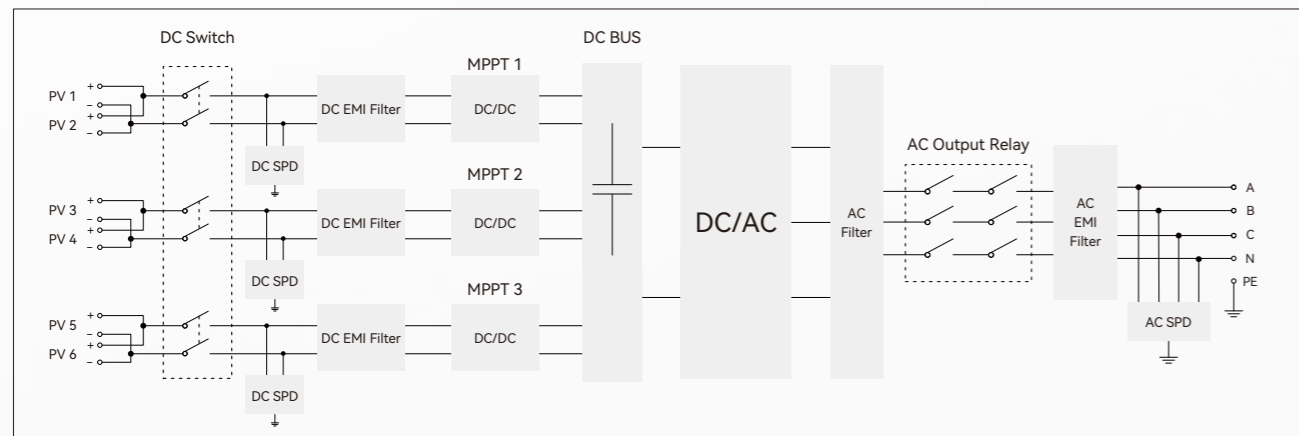 DC Switch
DC BUS
MPPT 1
PV 1
+
−
PV 2
+
−
DC EMI Filter
DC/DC
DC SPD
MPPT 2
PV 3
+
−
PV 4
+
−
DC EMI Filter
DC/DC
DC SPD
MPPT 3
PV 5
+
−
PV 6
+
−
DC EMI Filter
DC/DC
DC SPD
DC/AC
AC
Filter
AC Output Relay
AC
EMI
Filter
A
B
C
N
PE
AC SPD